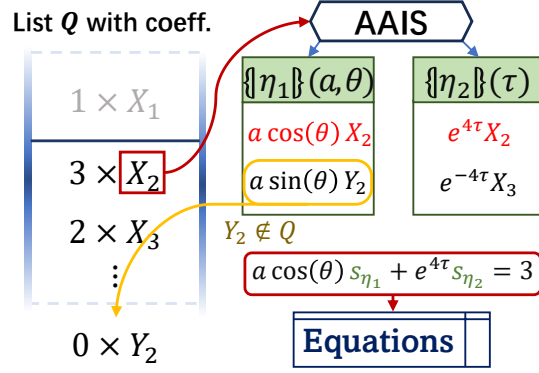 List Q with coeff.
1 × X₁
3 × X₂
2 × X₃
⋮
0 × Y₂
AAIS
{[η₁]}(a, θ)
a cos(θ) X₂
a sin(θ) Y₂
{[η₂]}(τ)
e^{4τ}X₂
e^{−4τ}X₃
Y₂ ∉ Q
a cos(θ) s_{η₁} + e^{4τ}s_{η₂} = 3
Equations